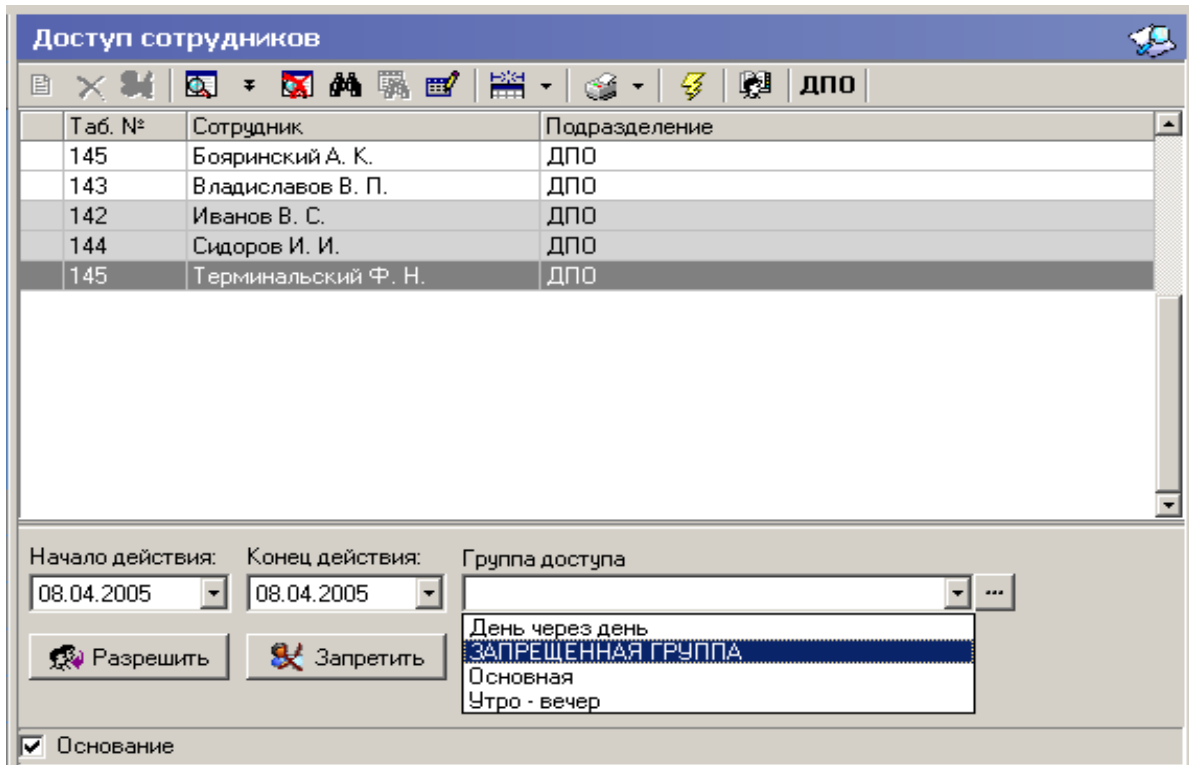 Доступ сотрудников
ДПО
Таб. № Сотрудник Подразделение
145 Бояринский А. К. ДПО
143 Владиславов В. П. ДПО
142 Иванов В. С. ДПО
144 Сидоров И. И. ДПО
145 Терминальский Ф. Н. ДПО
Начало действия: Конец действия: Группа доступа
08.04.2005 08.04.2005 ...
День через день
Разрешить Запретить ЗАПРЕЩЕННАЯ ГРУППА
Основная
Утро - вечер
Основание